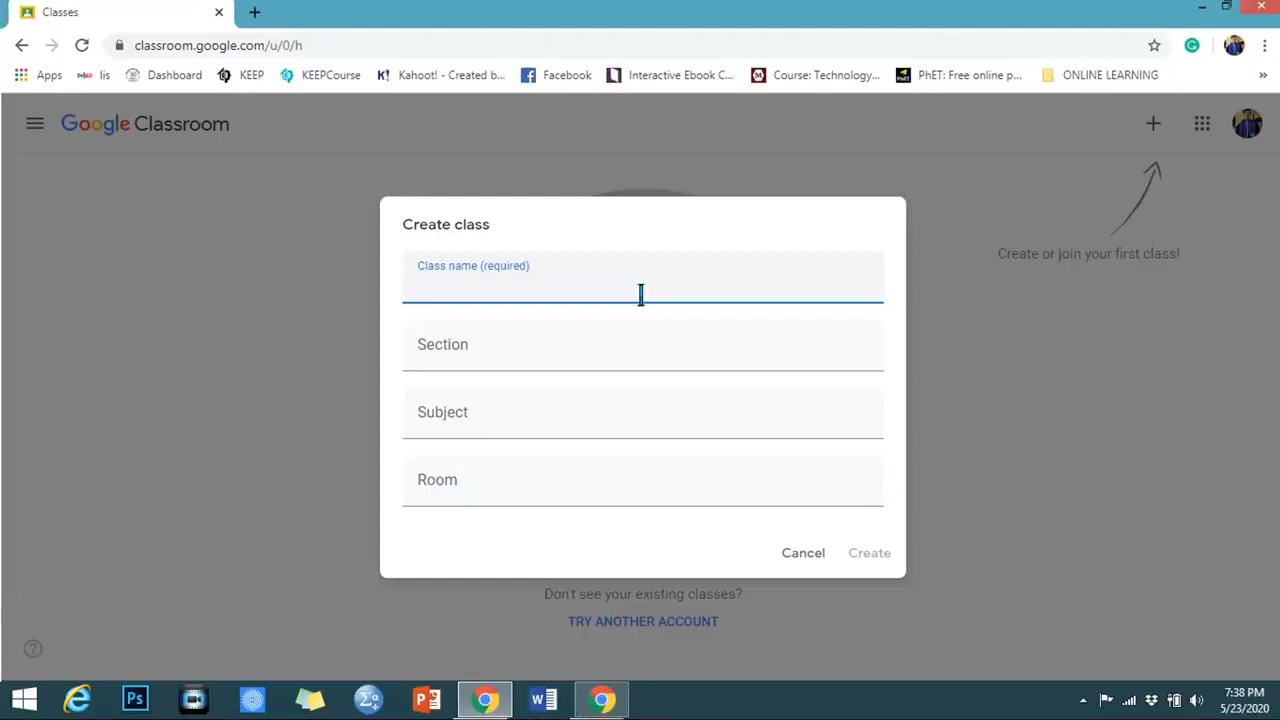 Classes
classroom.google.com/u/0/h
Apps
lis
Dashboard
KEEP
KEEPCourse
Kahoot! - Created b...
Facebook
Interactive Ebook C...
Course: Technology...
PhET: Free online p...
ONLINE LEARNING
Google Classroom
Create or join your first class!
Create class
Class name (required)
Section
Subject
Room
Cancel Create
Don't see your existing classes?
TRY ANOTHER ACCOUNT
7:38 PM
5/23/2020